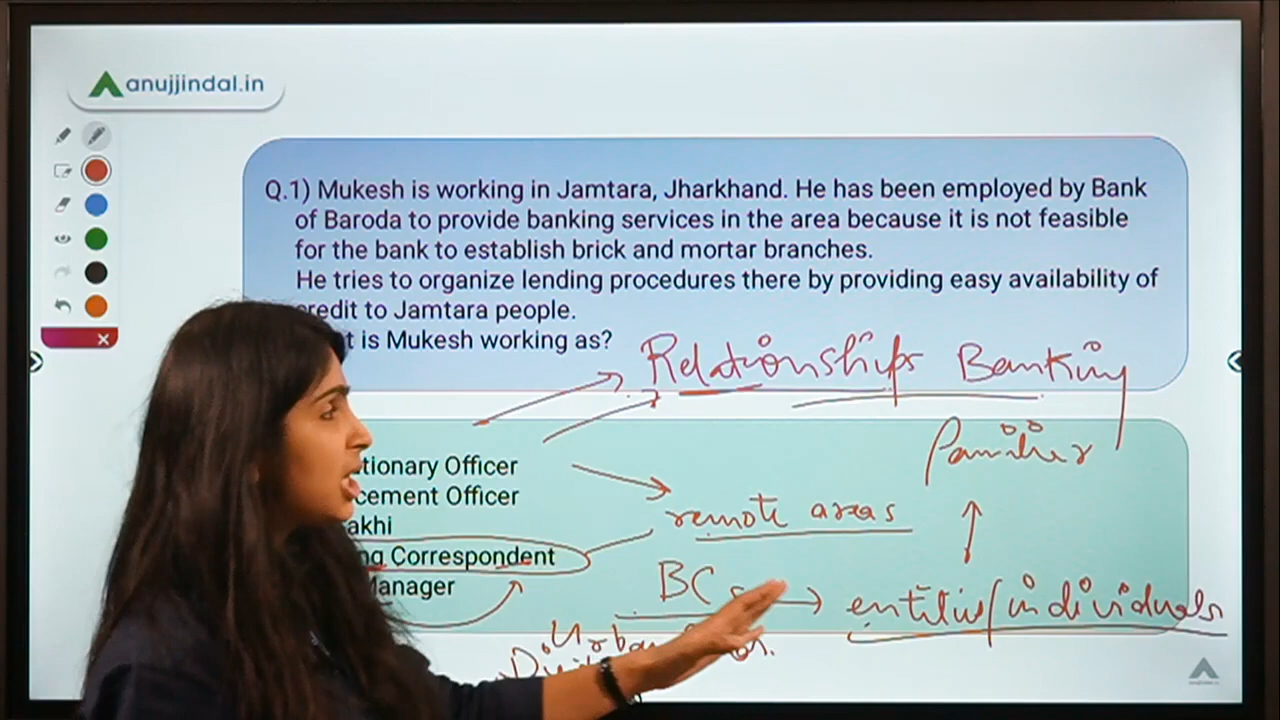 anujjindal.in
Q.1) Mukesh is working in Jamtara, Jharkhand. He has been employed by Bank
of Baroda to provide banking services in the area because it is not feasible
for the bank to establish brick and mortar branches.
He tries to organize lending procedures there by providing easy availability of
redit to Jamtara people.
t is Mukesh working as?
Relationships Banking
tionary Officer
cement Officer
akhi
Correspondent
Manager
remote areas
BC
entities/individuals
Urban